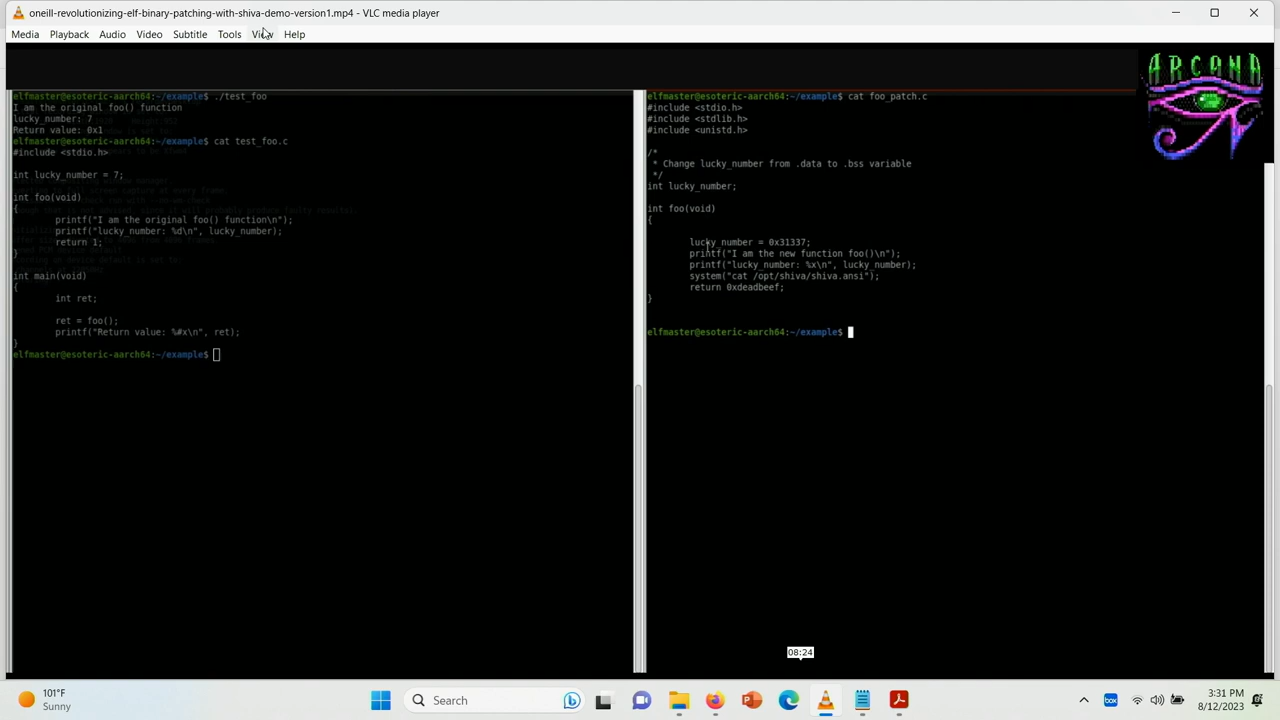 oneill-revolutionizing-elf-binary-patching-with-shiva-demo-version1.mp4 - VLC media player
Media Playback Audio Video Subtitle Tools View Help
ARCANA
elfmaster@esoteric-aarch64:~/example$ ./test_foo
I am the original foo() function
lucky_number: 7
Return value: 0x1
elfmaster@esoteric-aarch64:~/example$ cat test_foo.c
#include <stdio.h>
int lucky_number = 7;
int foo(void)
{
printf("I am the original foo() function\n");
printf("lucky_number: %d\n", lucky_number);
return 1;
}
int main(void)
{
int ret;
ret = foo();
printf("Return value: %#x\n", ret);
}
elfmaster@esoteric-aarch64:~/example$
elfmaster@esoteric-aarch64:~/example$ cat foo_patch.c
#include <stdio.h>
#include <stdlib.h>
#include <unistd.h>
/*
* Change lucky_number from .data to .bss variable
*/
int lucky_number;
int foo(void)
{
lucky_number = 0x31337;
printf("I am the new function foo()\n");
printf("lucky_number: %x\n", lucky_number);
system("cat /opt/shiva/shiva.ansi");
return 0xdeadbeef;
}
elfmaster@esoteric-aarch64:~/example$
08:24
101°F
Sunny
Search
3:31 PM
8/12/2023